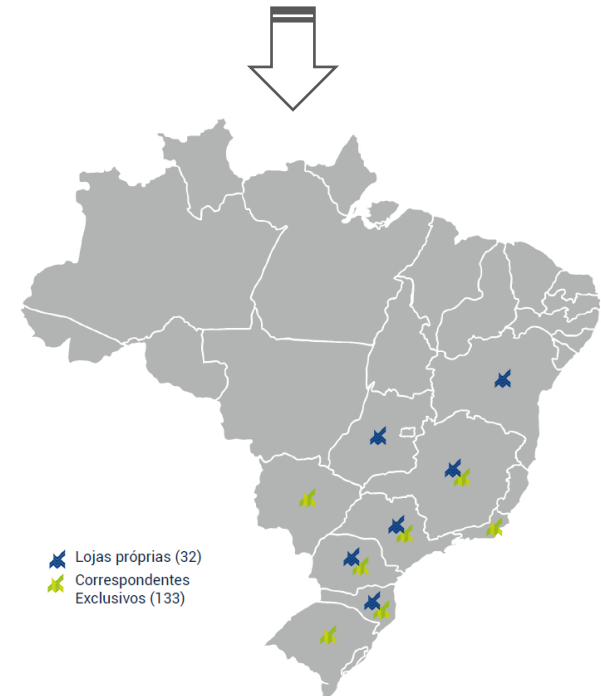 Lojas próprias (32)
Correspondentes
Exclusivos (133)